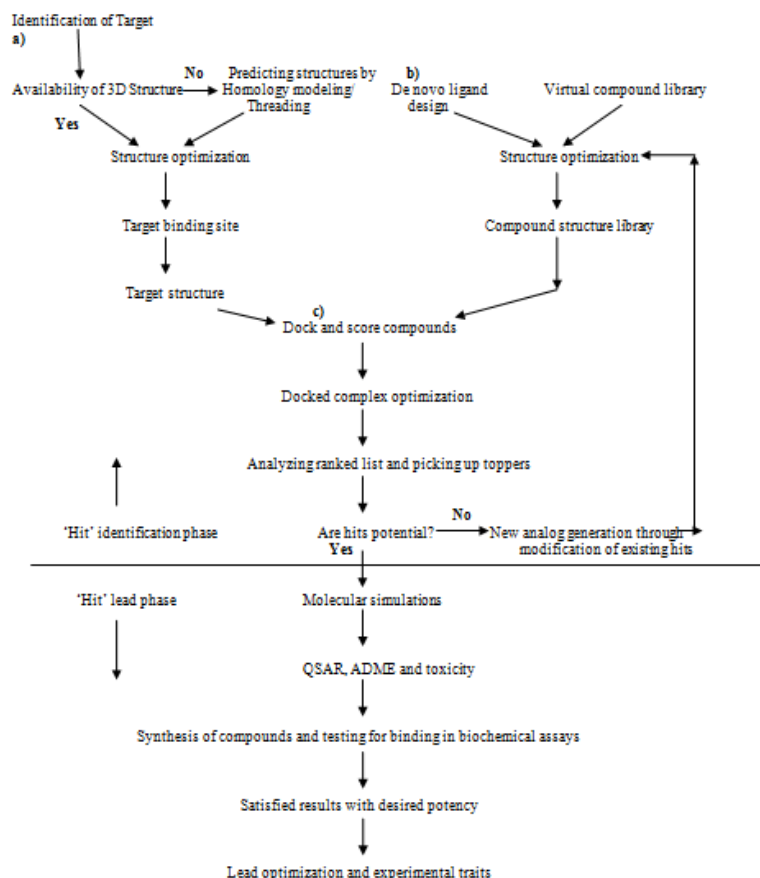 Identification of Target
a)
Availability of 3D Structure
No
Predicting structures by
Homology modeling/
Threading
Yes
Structure optimization
Target binding site
Target structure
b)
De novo ligand
design
Virtual compound library
Structure optimization
Compound structure library
c)
Dock and score compounds
Docked complex optimization
Analyzing ranked list and picking up toppers
'Hit' identification phase
Are hits potential?
No
New analog generation through
modification of existing hits
Yes
'Hit' lead phase
Molecular simulations
QSAR, ADME and toxicity
Synthesis of compounds and testing for binding in biochemical assays
Satisfied results with desired potency
Lead optimization and experimental traits